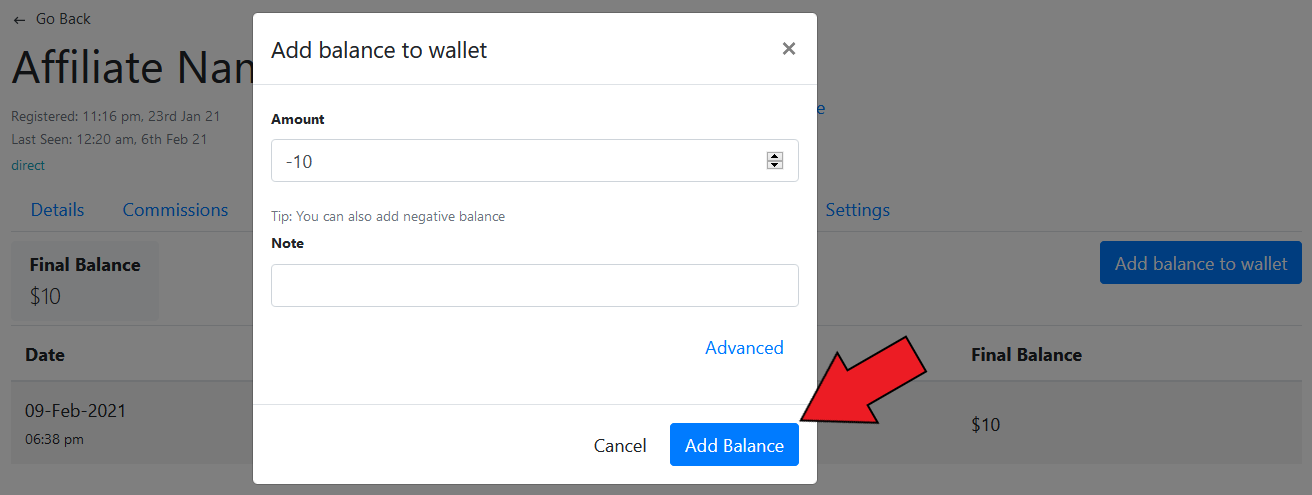 ← Go Back
Affiliate Nan
Registered: 11:16 pm, 23rd Jan 21
Last Seen: 12:20 am, 6th Feb 21
direct
Details Commissions Settings
Final Balance
$10
Add balance to wallet
Date Final Balance
09-Feb-2021
06:38 pm
$10
Add balance to wallet ×
Amount
-10
Tip: You can also add negative balance
Note
Advanced
Cancel Add Balance